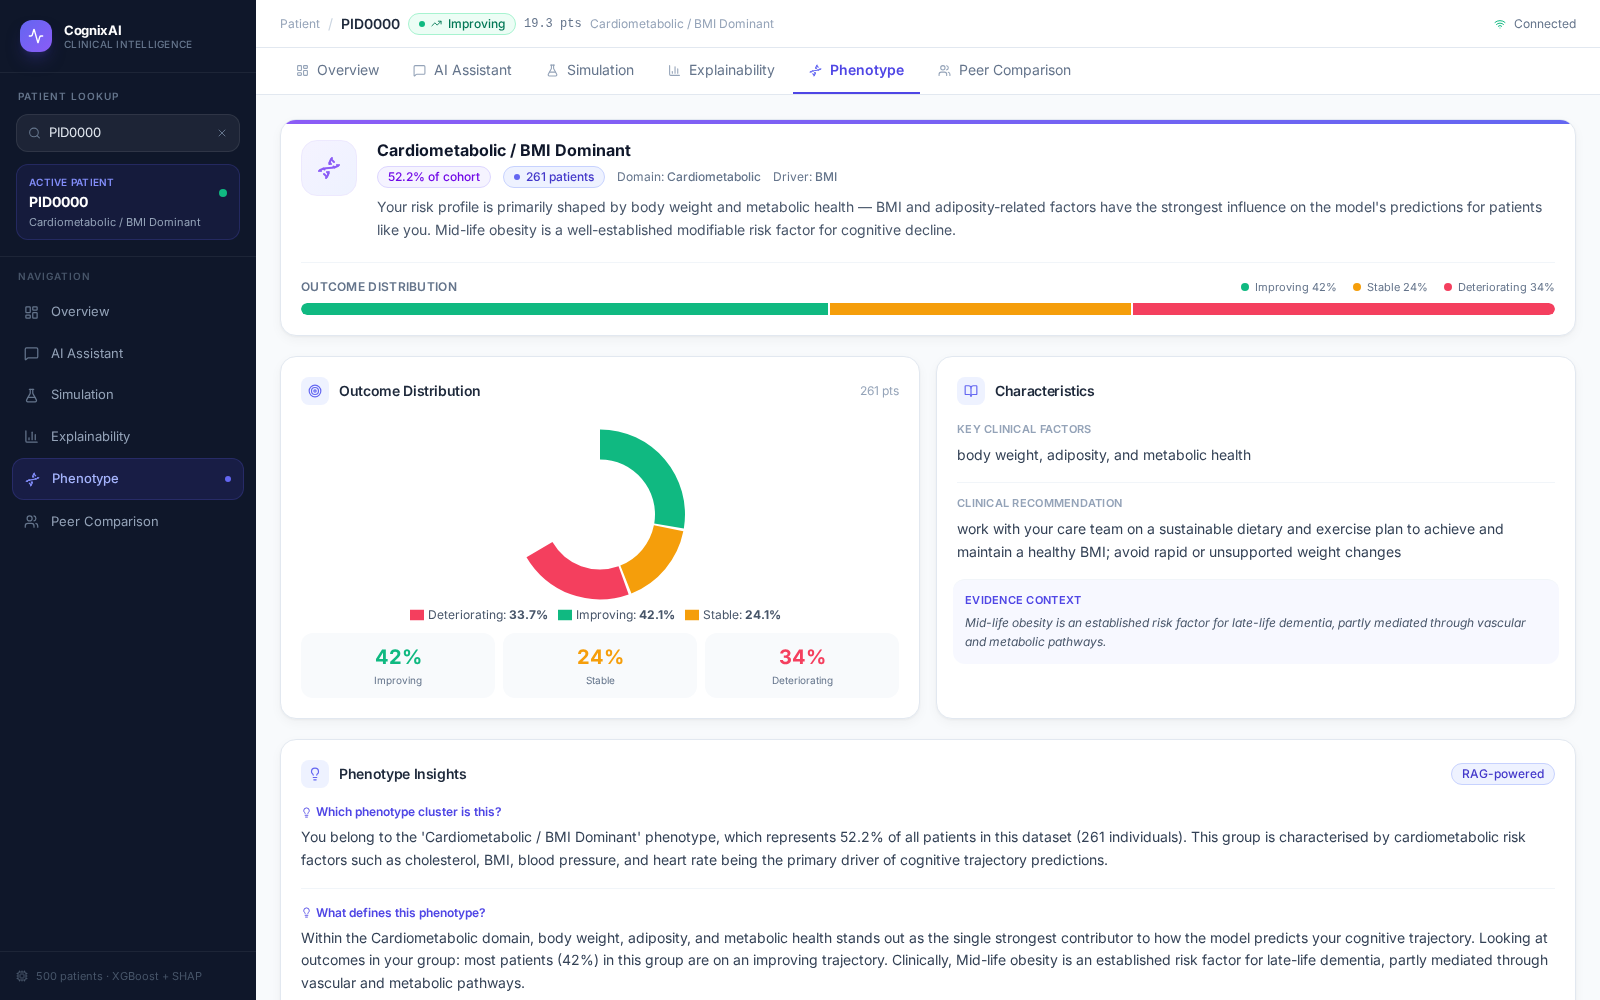 CognixAI
CLINICAL INTELLIGENCE
PATIENT LOOKUP
PID0000
ACTIVE PATIENT
PID0000
Cardiometabolic / BMI Dominant
NAVIGATION
Overview
AI Assistant
Simulation
Explainability
Phenotype
Peer Comparison
500 patients · XGBoost + SHAP
Patient / PID0000 Improving 19.3 pts Cardiometabolic / BMI Dominant Connected
Overview AI Assistant Simulation Explainability Phenotype Peer Comparison
Cardiometabolic / BMI Dominant
52.2% of cohort 261 patients Domain: Cardiometabolic Driver: BMI
Your risk profile is primarily shaped by body weight and metabolic health — BMI and adiposity-related factors have the strongest influence on the model's predictions for patients
like you. Mid-life obesity is a well-established modifiable risk factor for cognitive decline.
OUTCOME DISTRIBUTION Improving 42% Stable 24% Deteriorating 34%
Outcome Distribution 261 pts
Deteriorating: 33.7% Improving: 42.1% Stable: 24.1%
42% 24% 34%
Improving Stable Deteriorating
Characteristics
KEY CLINICAL FACTORS
body weight, adiposity, and metabolic health
CLINICAL RECOMMENDATION
work with your care team on a sustainable dietary and exercise plan to achieve and
maintain a healthy BMI; avoid rapid or unsupported weight changes
EVIDENCE CONTEXT
Mid-life obesity is an established risk factor for late-life dementia, partly mediated through vascular
and metabolic pathways.
Phenotype Insights RAG-powered
Which phenotype cluster is this?
You belong to the 'Cardiometabolic / BMI Dominant' phenotype, which represents 52.2% of all patients in this dataset (261 individuals). This group is characterised by cardiometabolic risk
factors such as cholesterol, BMI, blood pressure, and heart rate being the primary driver of cognitive trajectory predictions.
What defines this phenotype?
Within the Cardiometabolic domain, body weight, adiposity, and metabolic health stands out as the single strongest contributor to how the model predicts your cognitive trajectory. Looking at
outcomes in your group: most patients (42%) in this group are on an improving trajectory. Clinically, Mid-life obesity is an established risk factor for late-life dementia, partly mediated through
vascular and metabolic pathways.